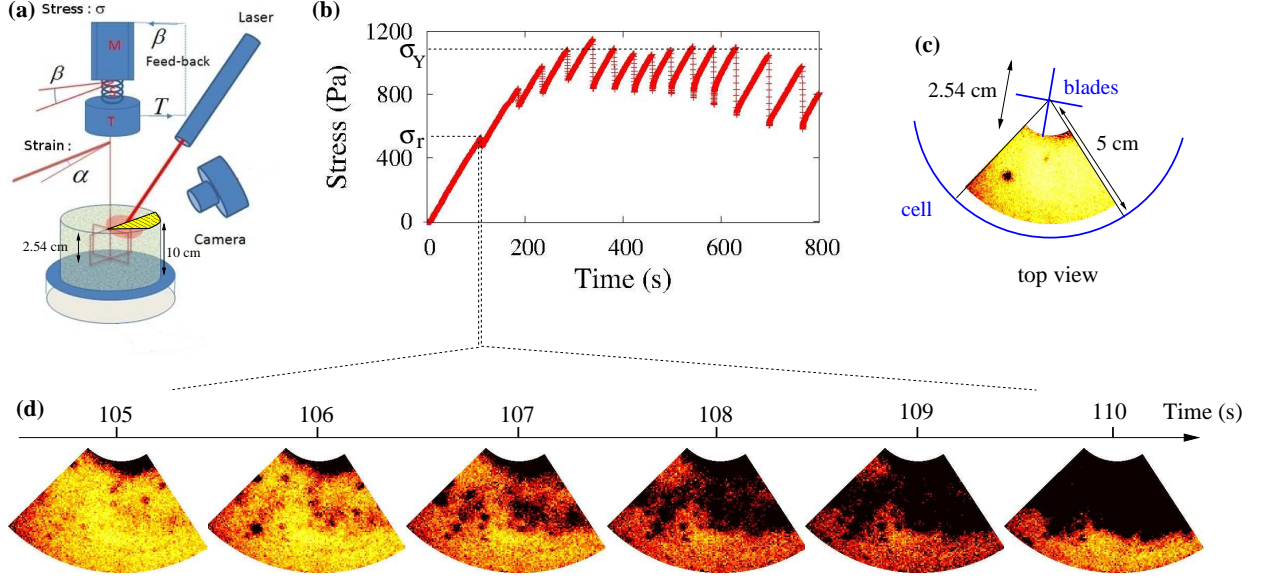 (a)
Stress : σ
M
β
Feed-back
β
S
T
T
Strain :
α
Laser
Camera
2.54 cm
10 cm
(b)
Stress (Pa)
1200
σY
800
σr
400
0
0 200 400 600 800
Time (s)
(c)
2.54 cm
blades
5 cm
cell
top view
(d)
105 106 107 108 109 110 Time (s)